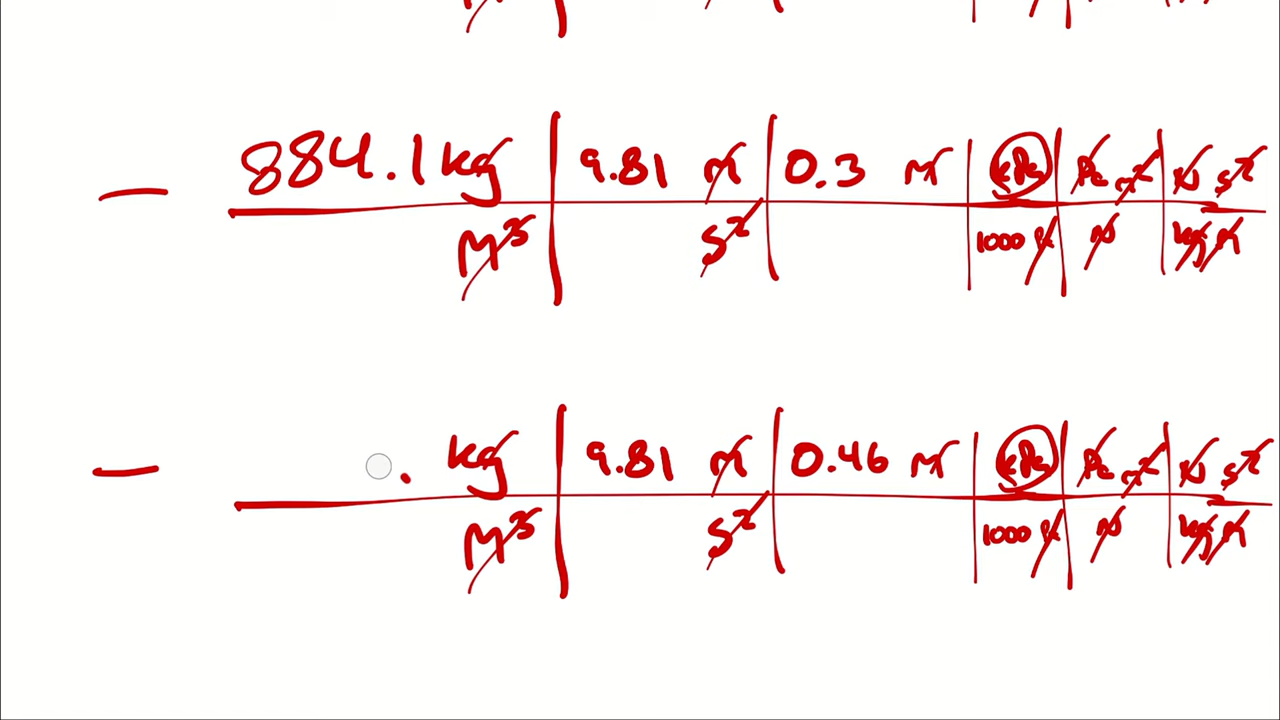 — 884.1 kg | 9.81 m | 0.3 m | kPa | Pa m² | N s²
m³ | s² | 1000 Pa | N | kg m
— . kg | 9.81 m | 0.46 m | kPa | Pa m² | N s²
m³ | s² | 1000 Pa | N | kg m